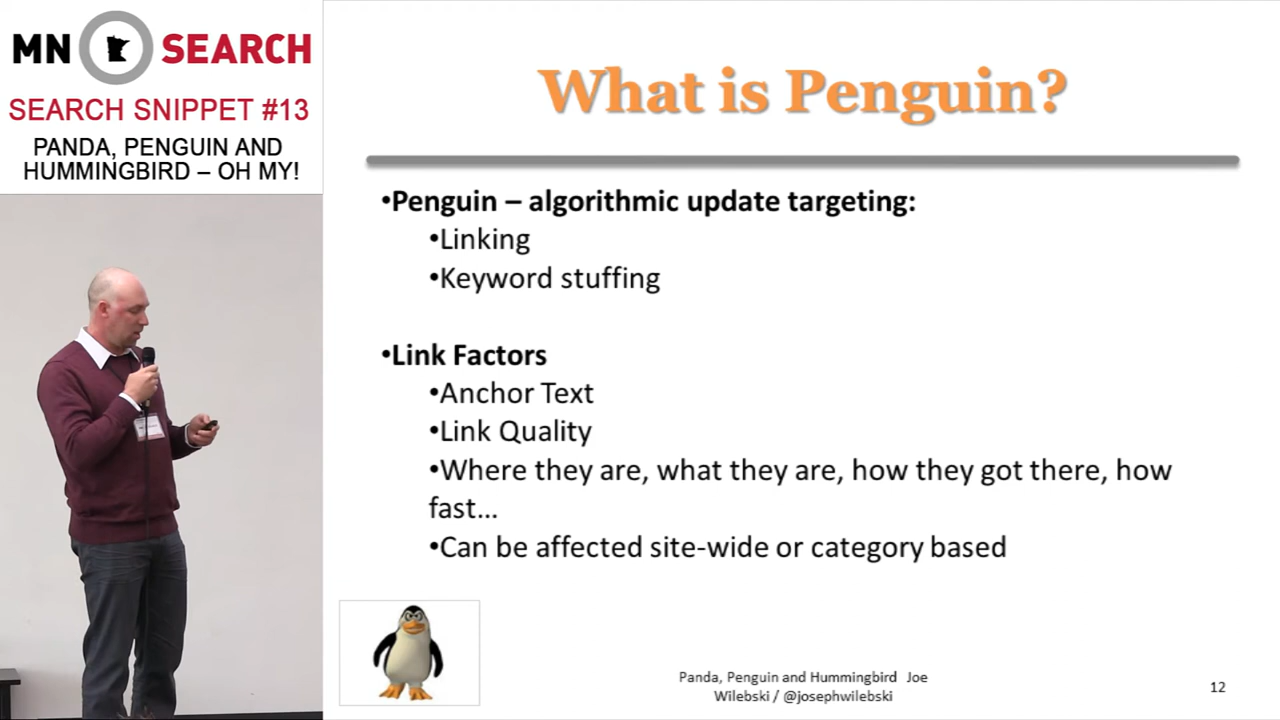 MN SEARCH
SEARCH SNIPPET #13
PANDA, PENGUIN AND
HUMMINGBIRD – OH MY!
What is Penguin?
•Penguin – algorithmic update targeting:
•Linking
•Keyword stuffing
•Link Factors
•Anchor Text
•Link Quality
•Where they are, what they are, how they got there, how
fast...
•Can be affected site-wide or category based
Panda, Penguin and Hummingbird Joe
Wilebski / @josephwilebski
12